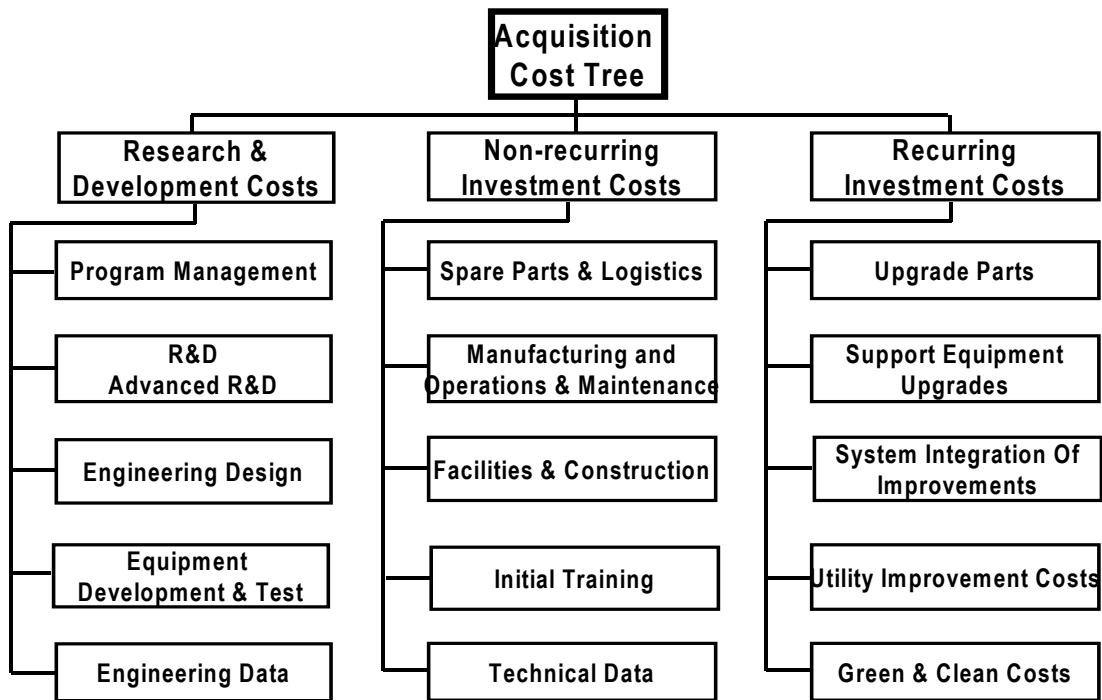 Acquisition
Cost Tree
Research &
Development Costs
Non-recurring
Investment Costs
Recurring
Investment Costs
Program Management
R&D
Advanced R&D
Engineering Design
Equipment
Development & Test
Engineering Data
Spare Parts & Logistics
Manufacturing and
Operations & Maintenance
Facilities & Construction
Initial Training
Technical Data
Upgrade Parts
Support Equipment
Upgrades
System Integration Of
Improvements
Utility Improvement Costs
Green & Clean Costs